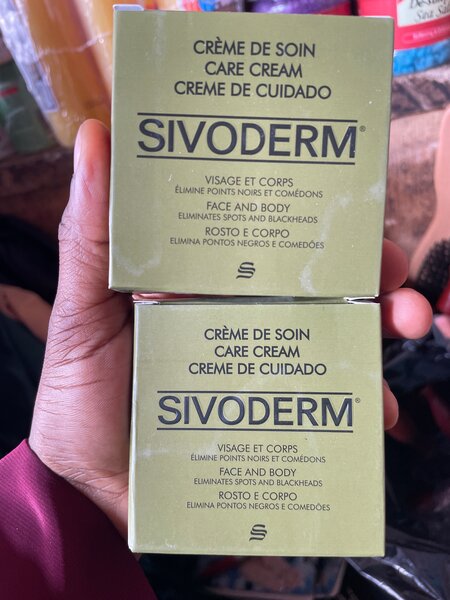 CRÈME DE SOIN
CARE CREAM
CREME DE CUIDADO
SIVODERM®
VISAGE ET CORPS
ÉLIMINE POINTS NOIRS ET COMÉDONS
FACE AND BODY
ELIMINATES SPOTS AND BLACKHEADS
ROSTO E CORPO
ELIMINA PONTOS NEGROS E COMEDÕES
CRÈME DE SOIN
CARE CREAM
CREME DE CUIDADO
SIVODERM®
VISAGE ET CORPS
ÉLIMINE POINTS NOIRS ET COMÉDONS
FACE AND BODY
ELIMINATES SPOTS AND BLACKHEADS
ROSTO E CORPO
ELIMINA PONTOS NEGROS E COMEDÕES